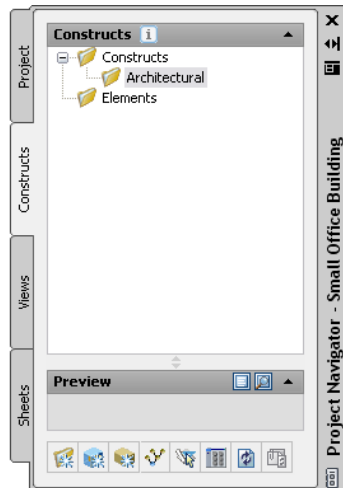 Constructs
Constructs
Architectural
Elements
Preview
Project
Constructs
Views
Sheets
Project Navigator - Small Office Building